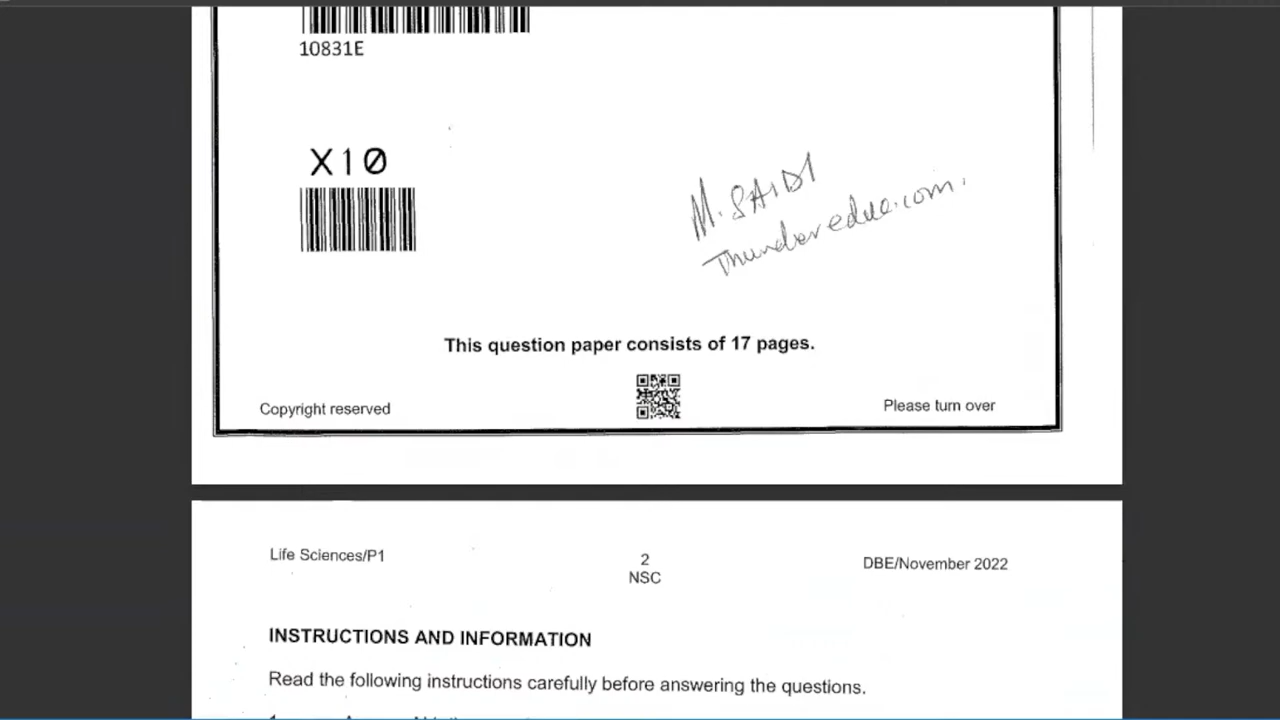 10831E
X10
M. SAIDI
Thundereduc.com.
This question paper consists of 17 pages.
Copyright reserved
Please turn over
Life Sciences/P1
2
NSC
DBE/November 2022
INSTRUCTIONS AND INFORMATION
Read the following instructions carefully before answering the questions.